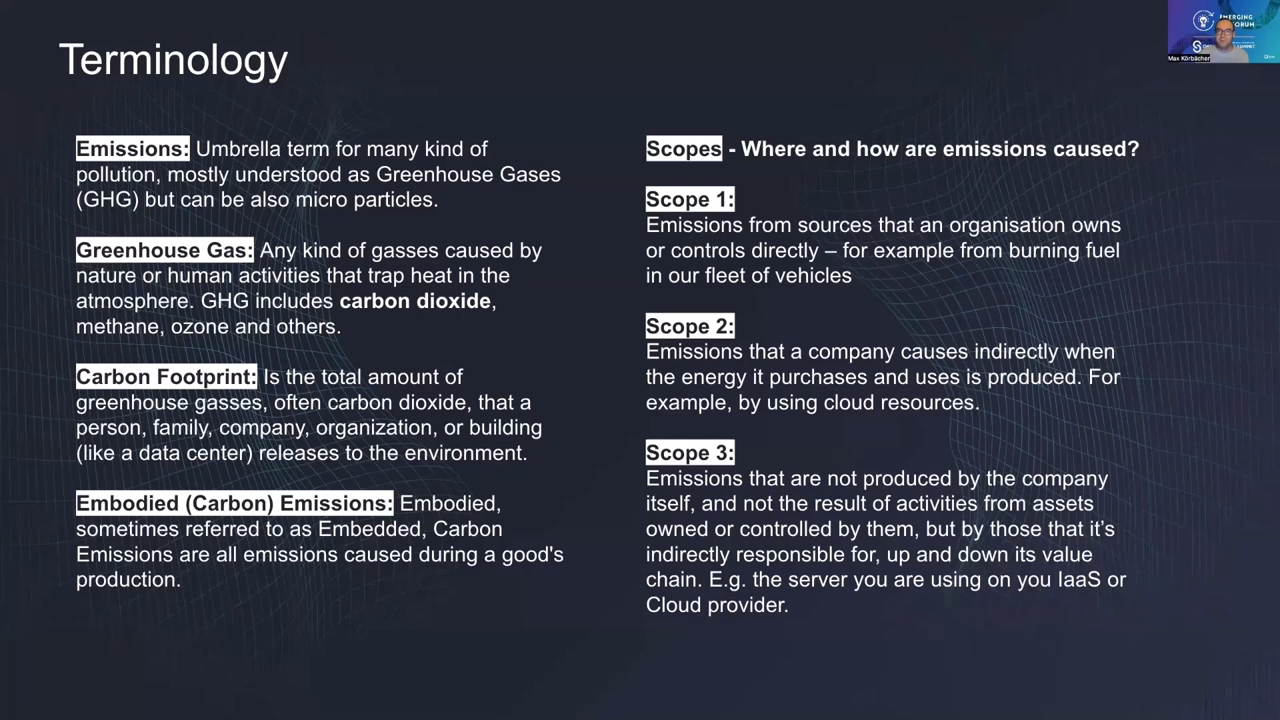 Terminology
Emissions: Umbrella term for many kind of
pollution, mostly understood as Greenhouse Gases
(GHG) but can be also micro particles.
Greenhouse Gas: Any kind of gasses caused by
nature or human activities that trap heat in the
atmosphere. GHG includes carbon dioxide,
methane, ozone and others.
Carbon Footprint: Is the total amount of
greenhouse gasses, often carbon dioxide, that a
person, family, company, organization, or building
(like a data center) releases to the environment.
Embodied (Carbon) Emissions: Embodied,
sometimes referred to as Embedded, Carbon
Emissions are all emissions caused during a good's
production.
Scopes - Where and how are emissions caused?
Scope 1:
Emissions from sources that an organisation owns
or controls directly – for example from burning fuel
in our fleet of vehicles
Scope 2:
Emissions that a company causes indirectly when
the energy it purchases and uses is produced. For
example, by using cloud resources.
Scope 3:
Emissions that are not produced by the company
itself, and not the result of activities from assets
owned or controlled by them, but by those that it’s
indirectly responsible for, up and down its value
chain. E.g. the server you are using on you IaaS or
Cloud provider.
Max Körbächer